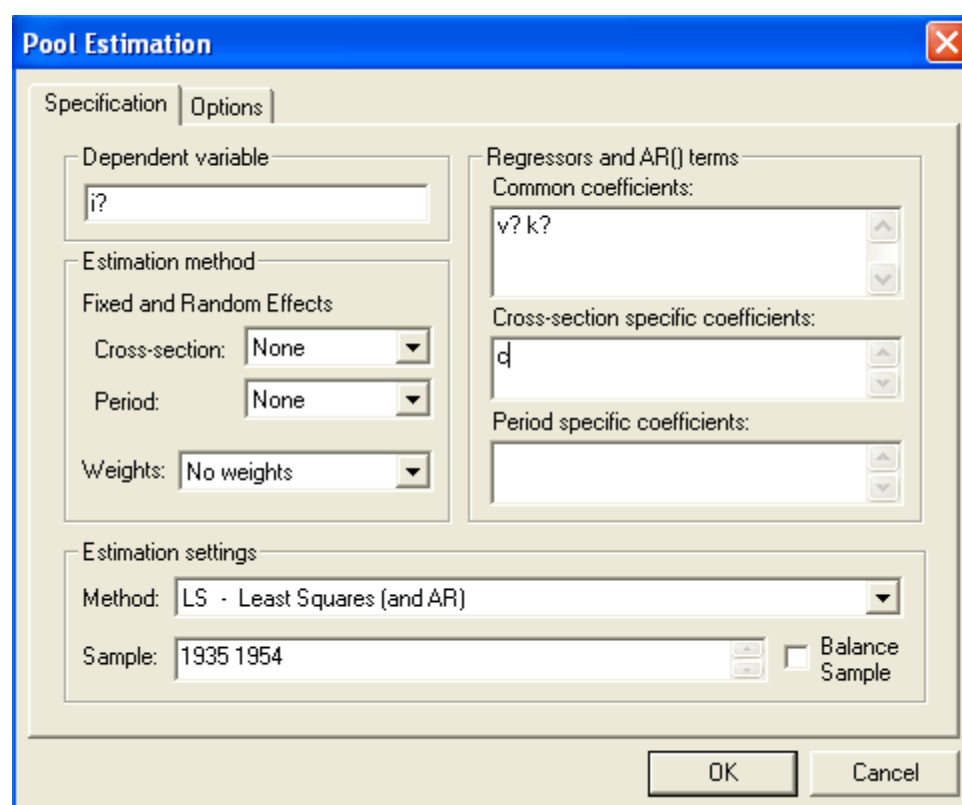 Pool Estimation
Specification
Options
Dependent variable
i?
Estimation method
Fixed and Random Effects
Cross-section: None
Period: None
Weights: No weights
Regressors and AR() terms
Common coefficients:
v? k?
Cross-section specific coefficients:
c
Period specific coefficients:
Estimation settings
Method: LS - Least Squares (and AR)
Sample: 1935 1954
Balance
Sample
OK
Cancel